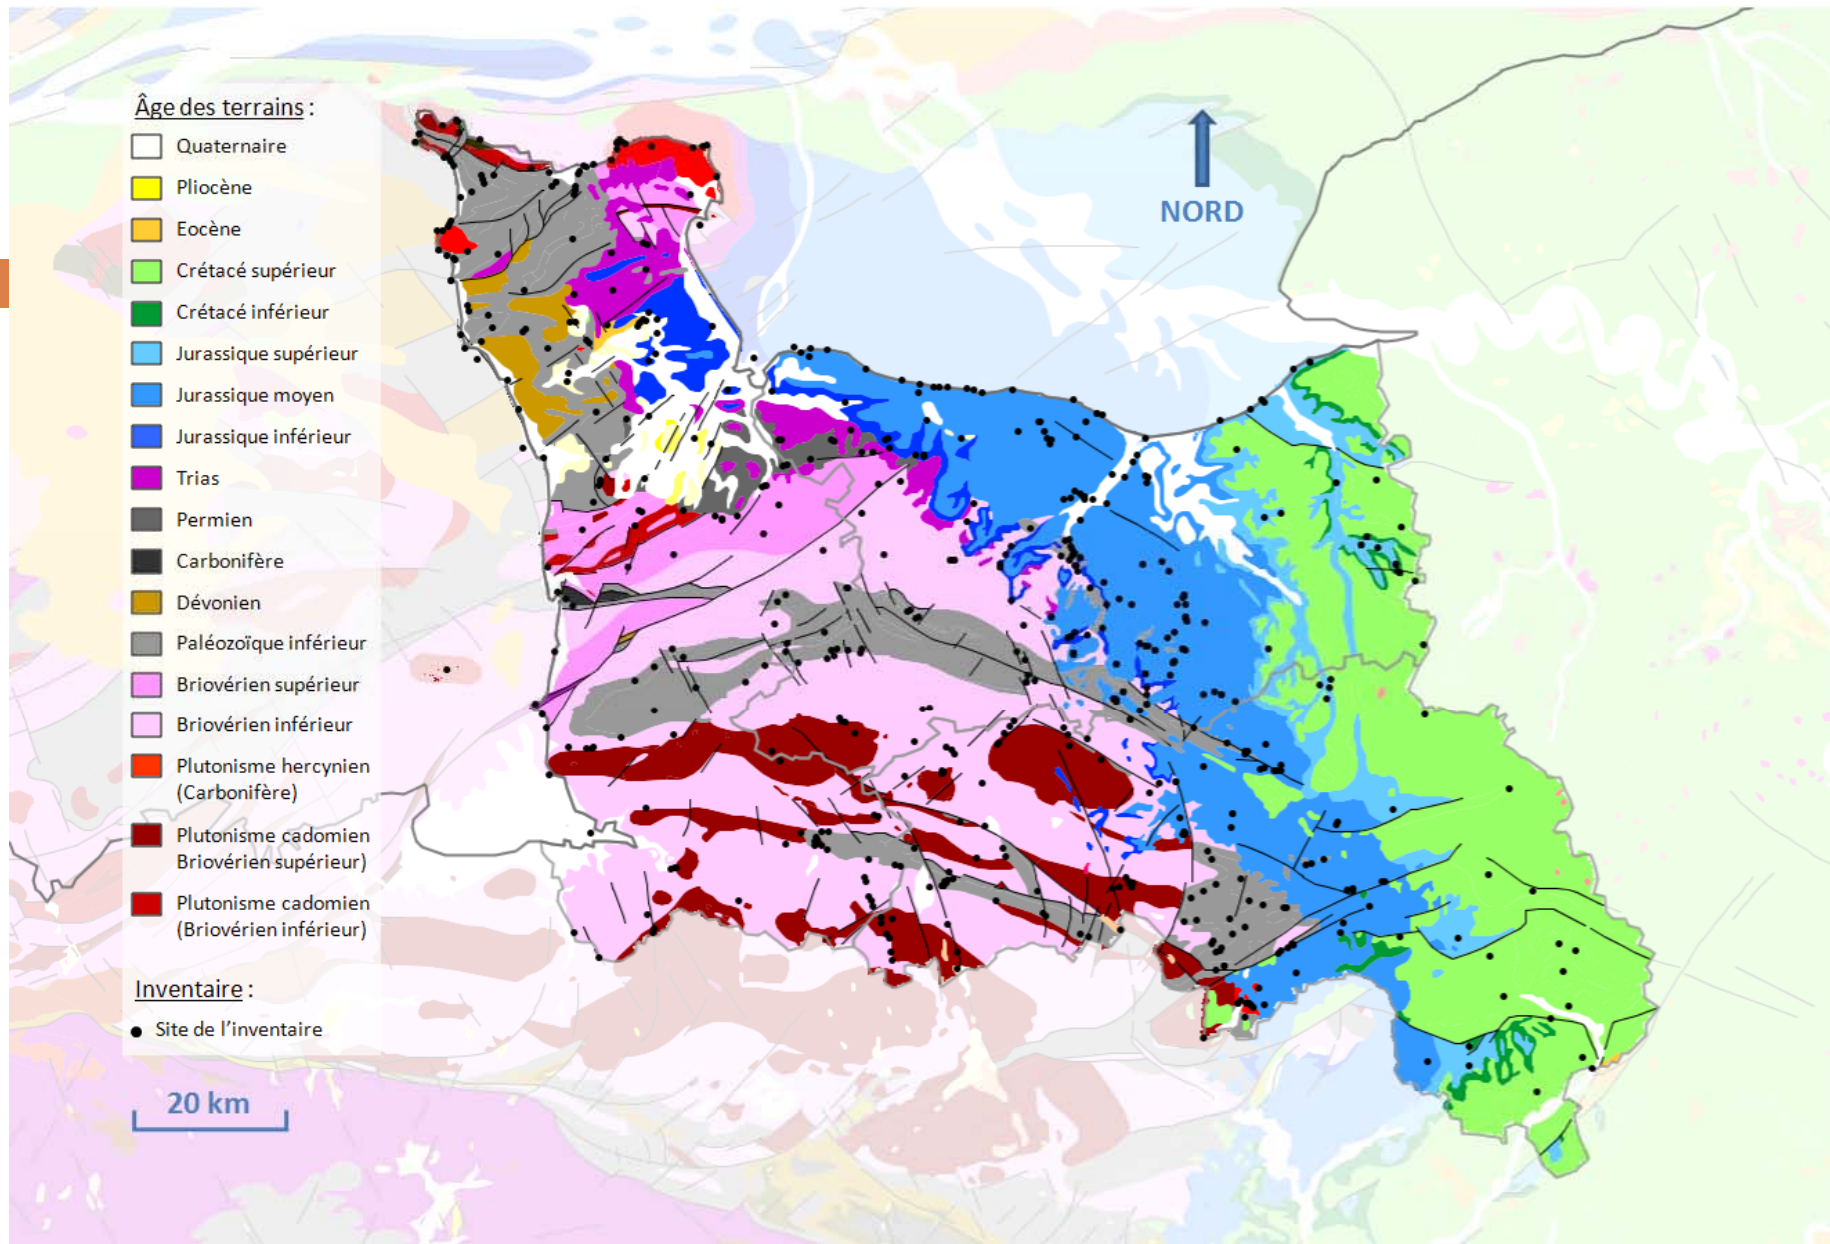 Âge des terrains :
Quaternaire
Pliocène
Eocène
Crétacé supérieur
Crétacé inférieur
Jurassique supérieur
Jurassique moyen
Jurassique inférieur
Trias
Permien
Carbonifère
Dévonien
Paléozoïque inférieur
Briovérien supérieur
Briovérien inférieur
Plutonisme hercynien
(Carbonifère)
Plutonisme cadomien
Briovérien supérieur)
Plutonisme cadomien
(Briovérien inférieur)
Inventaire :
Site de l'inventaire
20 km
NORD